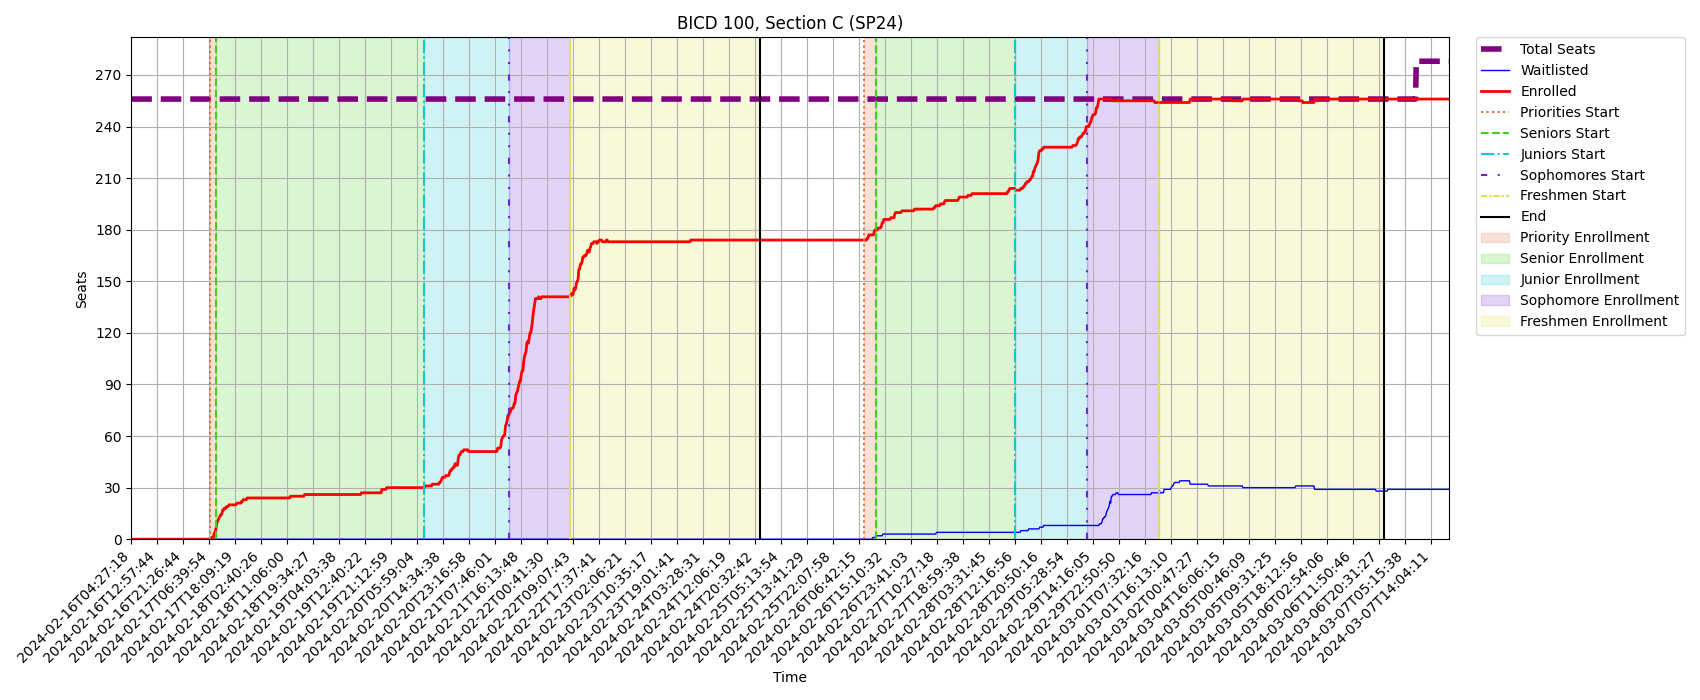 BICD 100, Section C (SP24)
Seats
270
240
210
180
150
120
90
60
30
0
2024-02-16T04:27:18
2024-02-16T12:57:44
2024-02-16T21:26:44
2024-02-17T06:39:54
2024-02-17T18:09:19
2024-02-18T02:40:26
2024-02-18T11:06:00
2024-02-18T19:34:27
2024-02-19T04:03:38
2024-02-19T12:40:22
2024-02-19T21:12:59
2024-02-20T05:59:04
2024-02-20T14:34:38
2024-02-20T23:16:58
2024-02-21T07:46:01
2024-02-21T16:13:48
2024-02-22T00:41:30
2024-02-22T09:07:43
2024-02-22T17:37:41
2024-02-23T02:06:21
2024-02-23T10:35:17
2024-02-23T19:01:41
2024-02-24T03:28:31
2024-02-24T12:06:19
2024-02-24T20:32:42
2024-02-25T05:13:54
2024-02-25T13:41:29
2024-02-25T22:07:58
2024-02-26T06:42:15
2024-02-26T15:10:32
2024-02-26T23:41:03
2024-02-27T10:27:18
2024-02-27T18:59:38
2024-02-28T03:31:45
2024-02-28T12:16:56
2024-02-28T20:50:16
2024-02-29T05:28:54
2024-02-29T14:16:05
2024-02-29T22:50:50
2024-03-01T07:32:16
2024-03-01T16:13:10
2024-03-02T00:47:27
2024-03-04T16:06:15
2024-03-05T00:46:09
2024-03-05T09:31:25
2024-03-05T18:12:56
2024-03-06T02:54:06
2024-03-06T11:50:46
2024-03-06T20:31:27
2024-03-07T05:15:38
2024-03-07T14:04:11
Time
Total Seats
Waitlisted
Enrolled
Priorities Start
Seniors Start
Juniors Start
Sophomores Start
Freshmen Start
End
Priority Enrollment
Senior Enrollment
Junior Enrollment
Sophomore Enrollment
Freshmen Enrollment